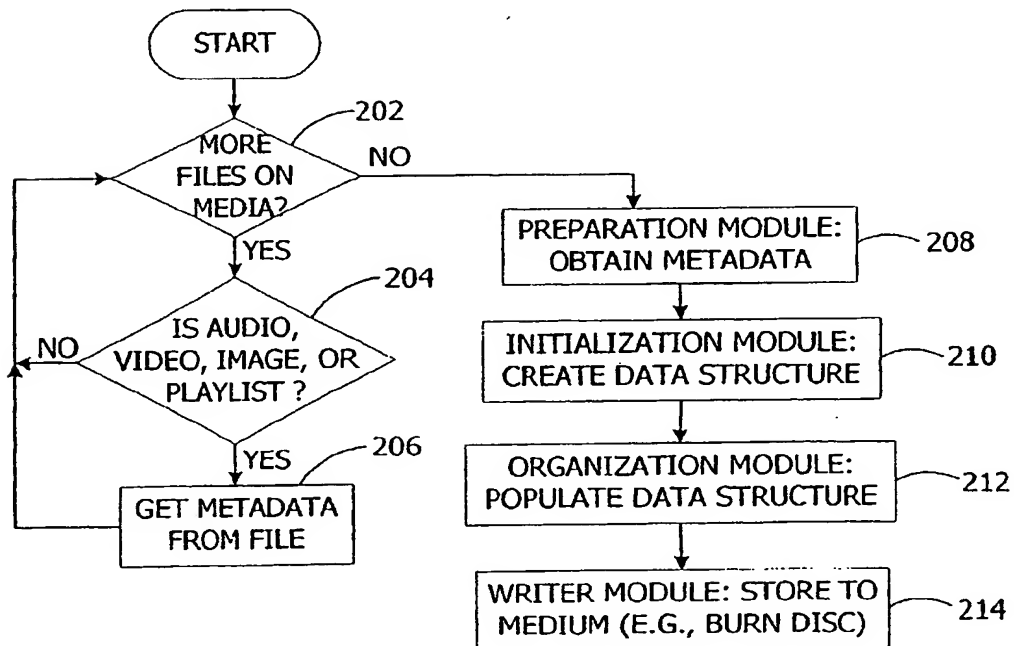 START
202
MORE
FILES ON
MEDIA?
NO
YES
204
IS AUDIO,
VIDEO, IMAGE, OR
PLAYLIST ?
NO
YES
206
GET METADATA
FROM FILE
PREPARATION MODULE:
OBTAIN METADATA
208
INITIALIZATION MODULE:
CREATE DATA STRUCTURE
210
ORGANIZATION MODULE:
POPULATE DATA STRUCTURE
212
WRITER MODULE: STORE TO
MEDIUM (E.G., BURN DISC)
214